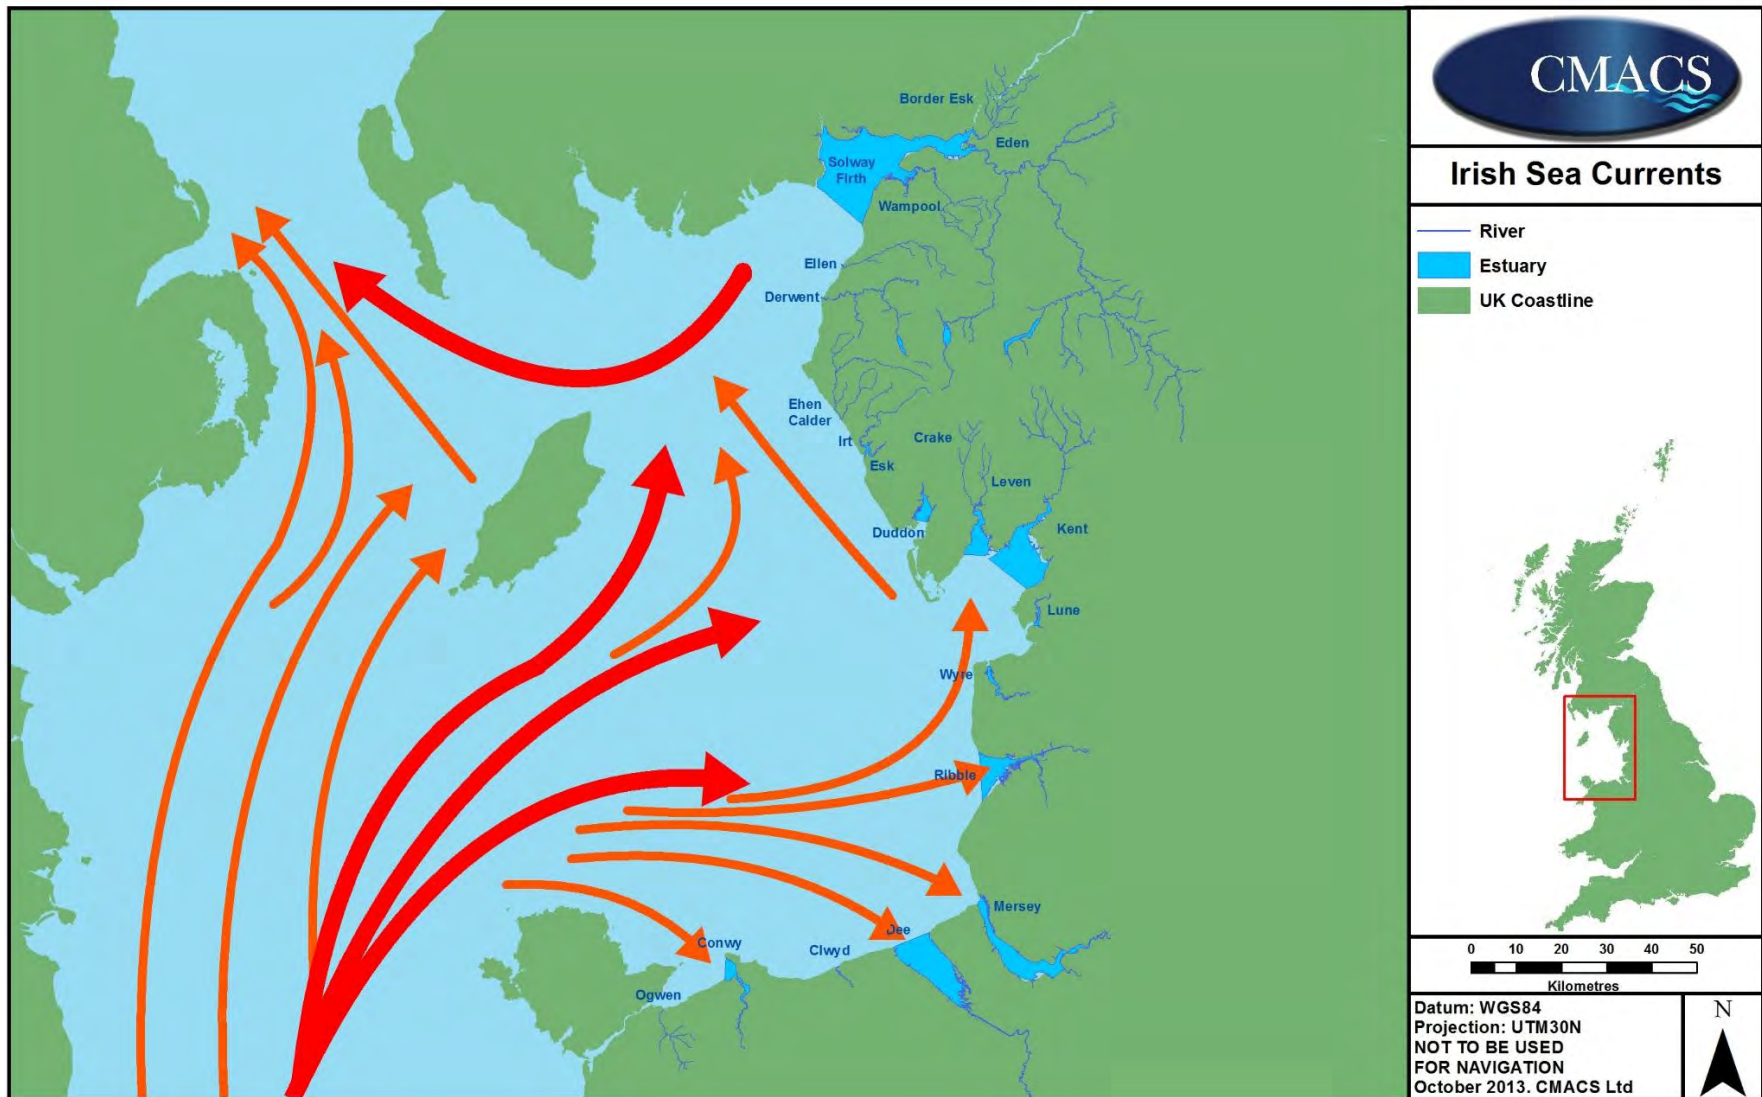 Border Esk
Eden
Solway
Firth
Wampool
Ellen
Derwent
Ehen
Calder
Irt
Crake
Esk
Leven
Duddon
Kent
Lune
Wyre
Ribble
Mersey
Dee
Conwy
Clwyd
Ogwen
CMACS
Irish Sea Currents
River
Estuary
UK Coastline
0 10 20 30 40 50
Kilometres
Datum: WGS84
Projection: UTM30N
NOT TO BE USED
FOR NAVIGATION
October 2013. CMACS Ltd
N